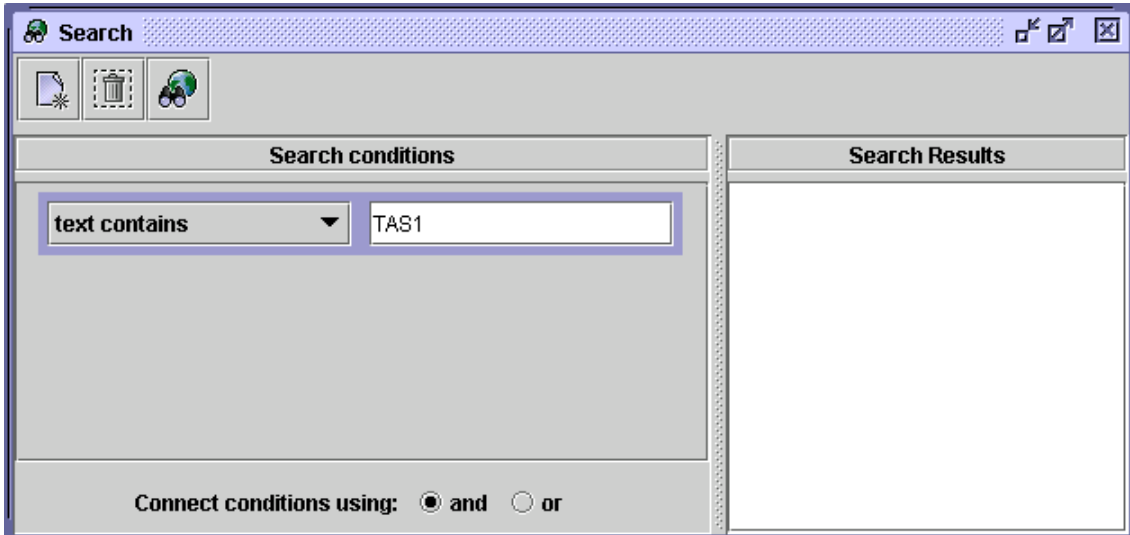 Search
Search conditions
Search Results
text contains
TAS1
Connect conditions using: and or